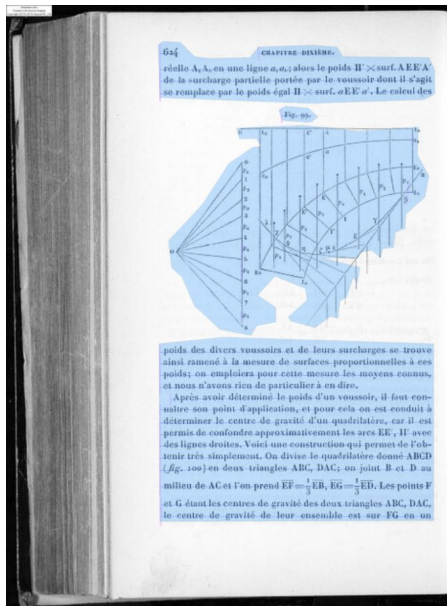 624 CHAPITRE DIXIÈME.
réelle A₁A₂ en une ligne a₁a₂; alors le poids Π′ × surf. AEE′A′
de la surcharge partielle portée par le voussoir dont il s'agit
se remplace par le poids égal Π × surf. aEE′a′. Le calcul des
Fig. 99.
poids des divers voussoirs et de leurs surcharges se trouve
ainsi ramené à la mesure de surfaces proportionnelles à ces
poids; on emploiera pour cette mesure les moyens connus,
et nous n'avons rien de particulier à en dire.
Après avoir déterminé le poids d'un voussoir, il faut con-
naître son point d'application, et pour cela on est conduit à
déterminer le centre de gravité d'un quadrilatère, car il est
permis de confondre approximativement les arcs EE′, II′ avec
des lignes droites. Voici une construction qui permet de l'ob-
tenir très simplement. On divise le quadrilatère donné ABCD
(fig. 100) en deux triangles ABC, DAC; on joint B et D au
milieu de AC et l'on prend EF = 1/3 EB, EG = 1/3 ED. Les points F
et G étant les centres de gravité des deux triangles ABC, DAC,
le centre de gravité de leur ensemble est sur FG en un